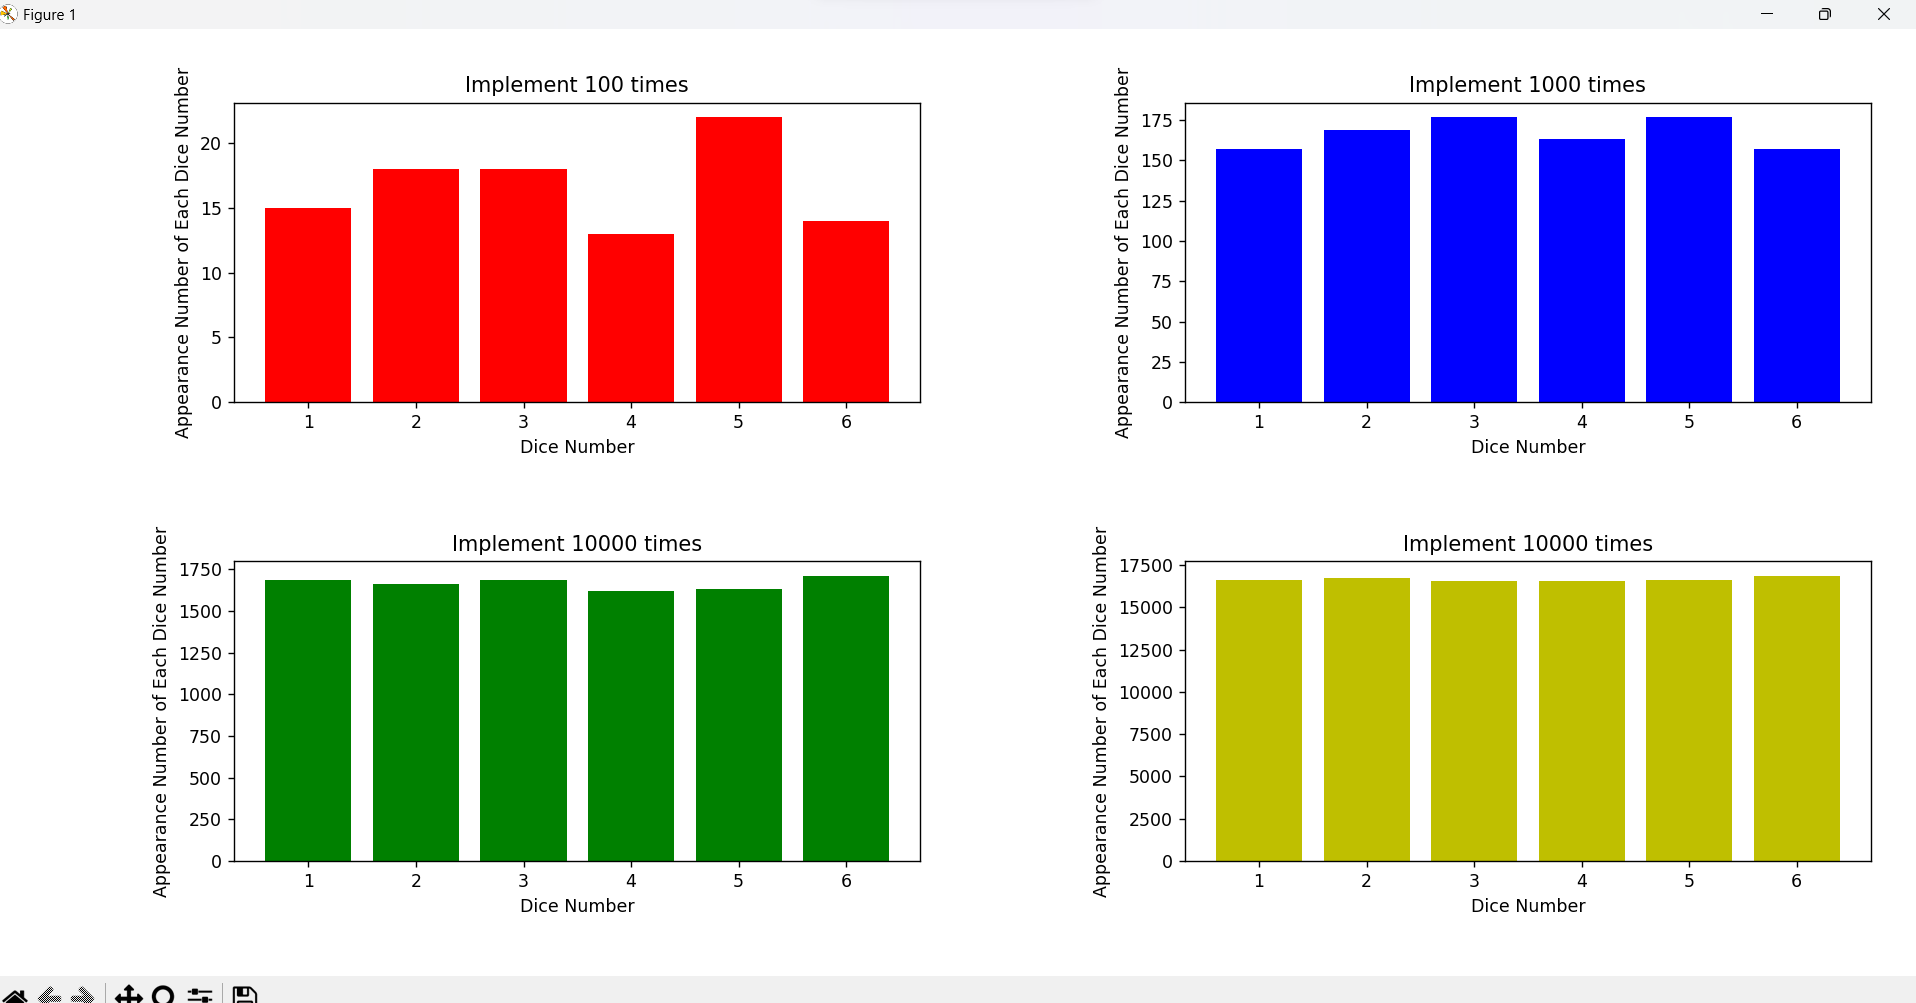 Figure 1
Implement 100 times
Appearance Number of Each Dice Number
20
15
10
5
0
1 2 3 4 5 6
Dice Number
Implement 1000 times
Appearance Number of Each Dice Number
175
150
125
100
75
50
25
0
1 2 3 4 5 6
Dice Number
Implement 10000 times
Appearance Number of Each Dice Number
1750
1500
1250
1000
750
500
250
0
1 2 3 4 5 6
Dice Number
Implement 10000 times
Appearance Number of Each Dice Number
17500
15000
12500
10000
7500
5000
2500
0
1 2 3 4 5 6
Dice Number